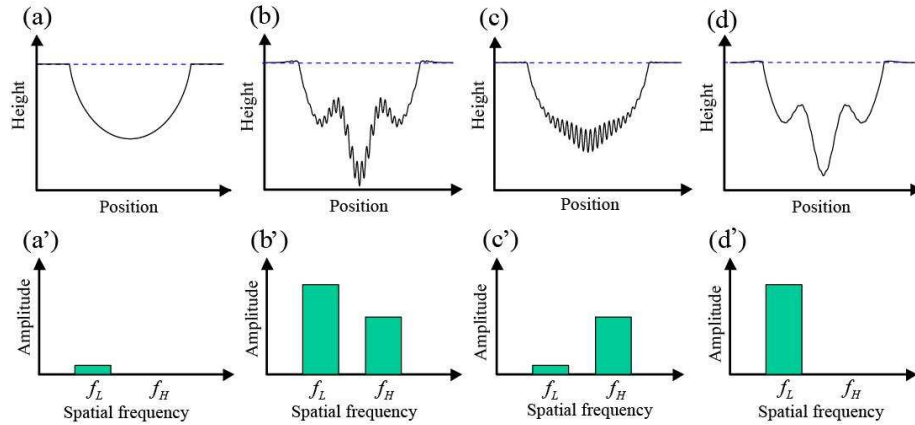 (a)
(b)
(c)
(d)
Height
Height
Height
Height
Position
Position
Position
Position
(a')
(b')
(c')
(d')
Amplitude
Amplitude
Amplitude
Amplitude
f_L f_H
f_L f_H
f_L f_H
f_L f_H
Spatial frequency
Spatial frequency
Spatial frequency
Spatial frequency